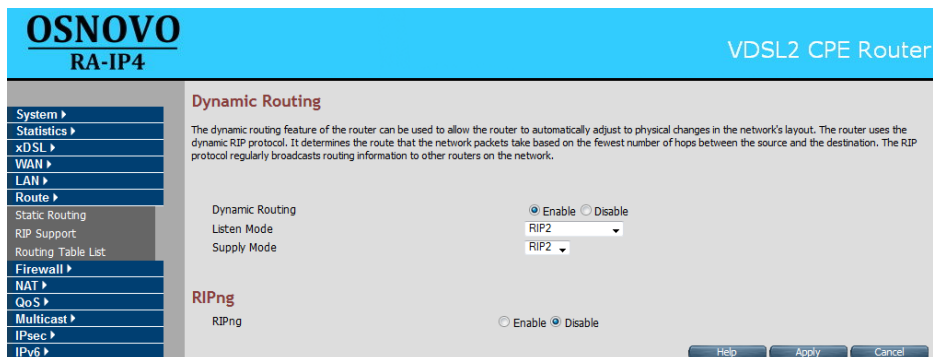 OSNOVO
RA-IP4
VDSL2 CPE Router
System
Statistics
xDSL
WAN
LAN
Route
Static Routing
RIP Support
Routing Table List
Firewall
NAT
QoS
Multicast
IPsec
IPv6
Dynamic Routing
The dynamic routing feature of the router can be used to allow the router to automatically adjust to physical changes in the network's layout. The router uses the
dynamic RIP protocol. It determines the route that the network packets take based on the fewest number of hops between the source and the destination. The RIP
protocol regularly broadcasts routing information to other routers on the network.
Dynamic Routing Enable Disable
Listen Mode RIP2
Supply Mode RIP2
RIPng
RIPng Enable Disable
Help Apply Cancel